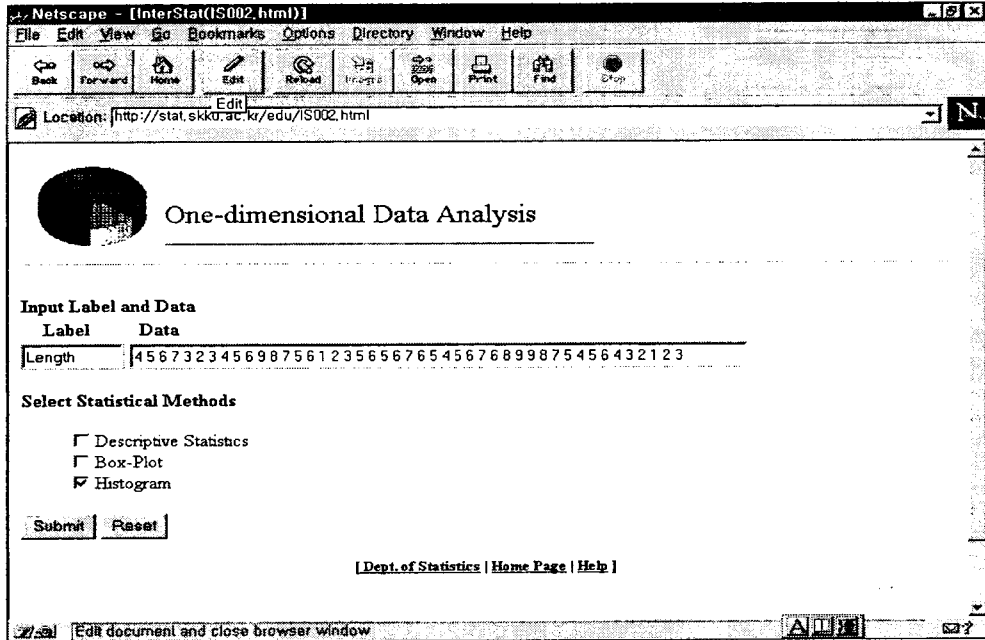 Netscape - [InterStat(IS002.html)]
File Edit View Go Bookmarks Options Directory Window Help
Back Forward Home Edit Reload Images Open Print Find Stop
Edit
Location: http://stat.skku.ac.kr/edu/IS002.html
N
One-dimensional Data Analysis
Input Label and Data
Label Data
Length 4 5 6 7 3 2 3 4 5 6 9 8 7 5 6 1 2 3 5 6 5 6 7 6 5 4 5 6 7 6 8 9 9 8 7 5 4 5 6 4 3 2 1 2 3
Select Statistical Methods
Descriptive Statistics
Box-Plot
Histogram
Submit Reset
[ Dept. of Statistics | Home Page | Help ]
Edit document and close browser window
A